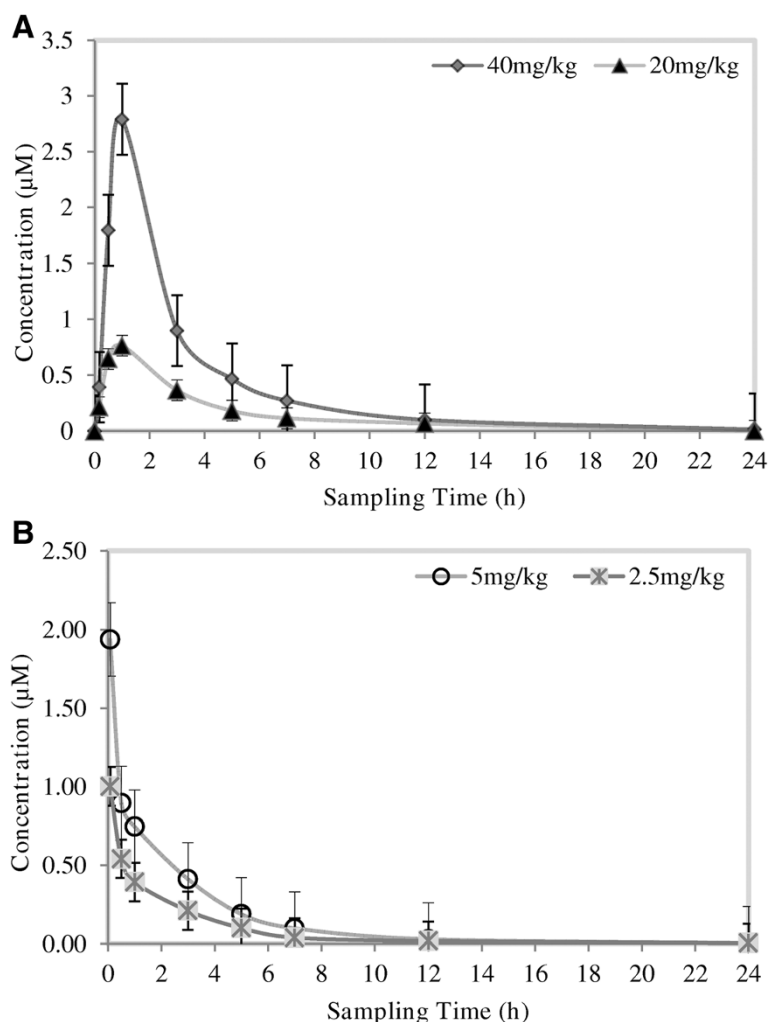 A
3.5
40mg/kg 20mg/kg
3
2.5
2
1.5
1
0.5
0
Concentration (µM)
0 2 4 6 8 10 12 14 16 18 20 22 24
Sampling Time (h)
B
2.50
5mg/kg 2.5mg/kg
2.00
1.50
1.00
0.50
0.00
Concentration (µM)
0 2 4 6 8 10 12 14 16 18 20 22 24
Sampling Time (h)